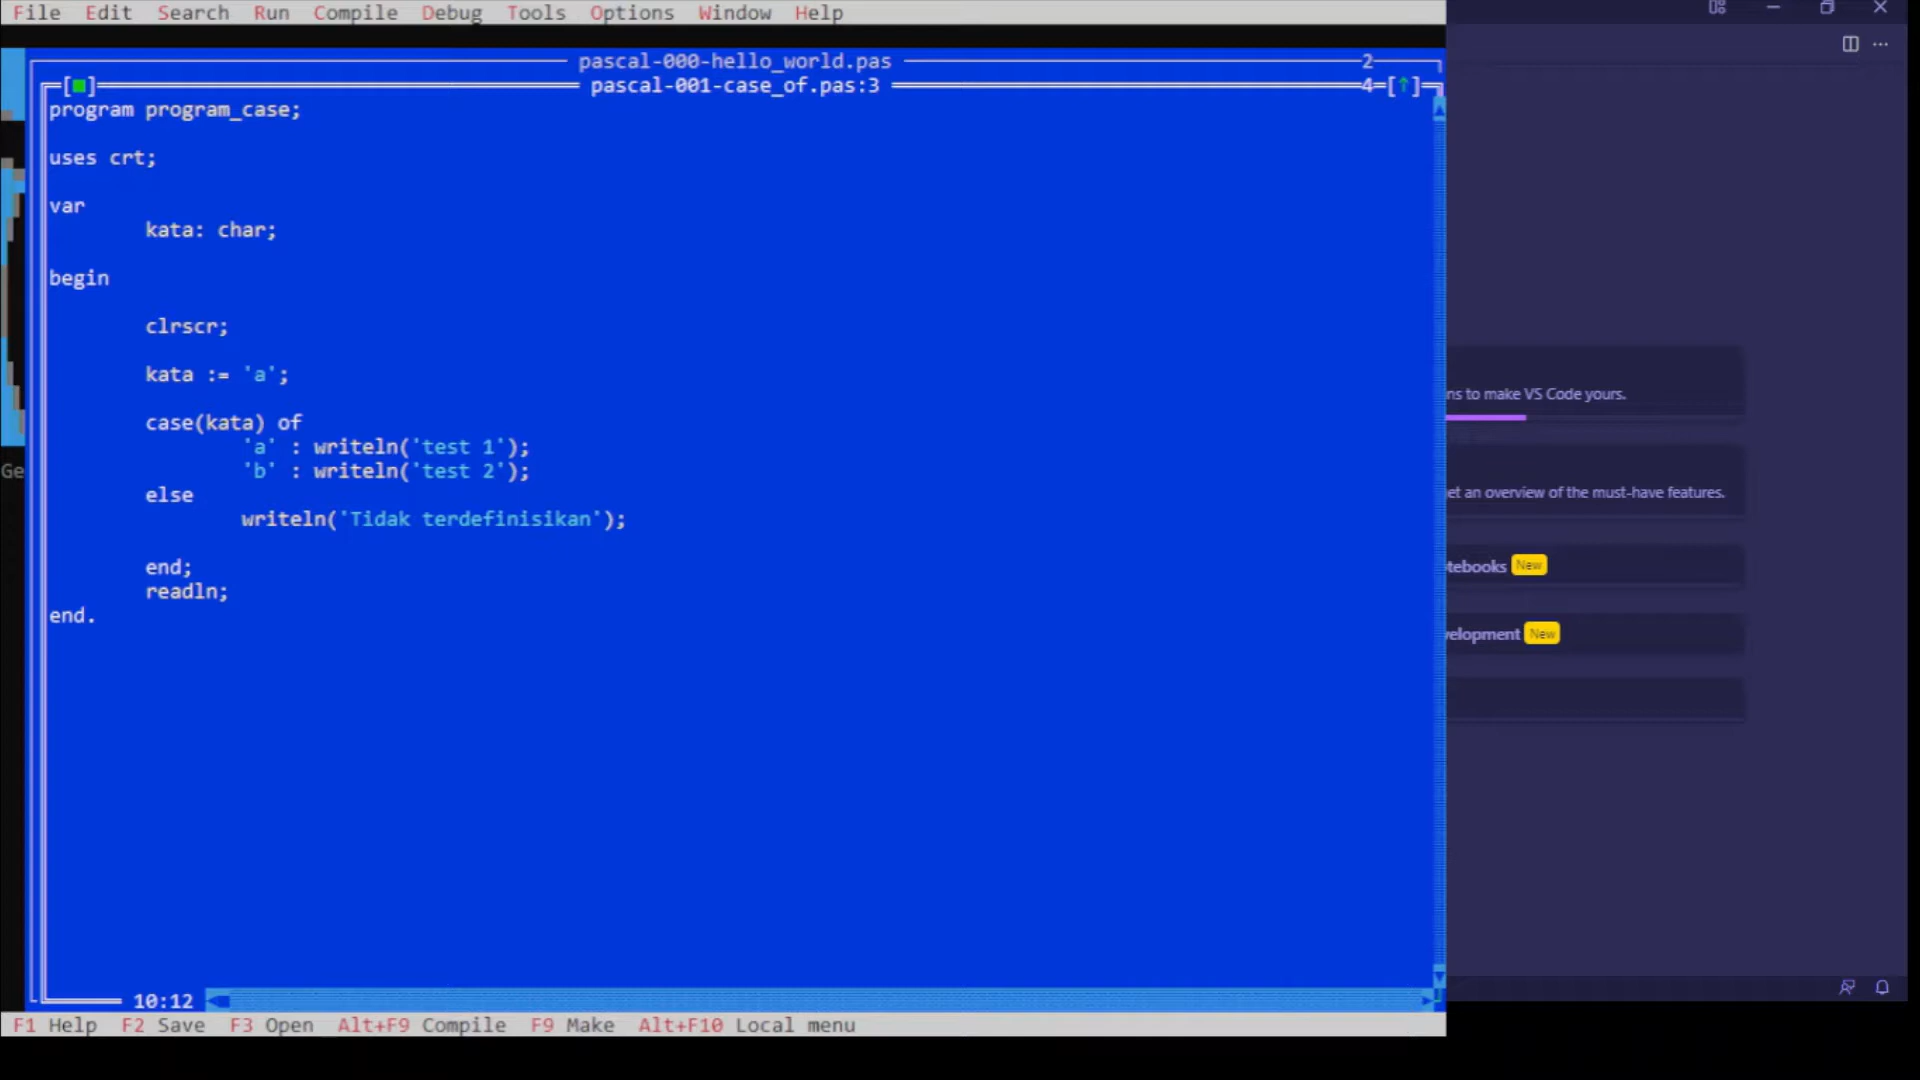 File Edit Search Run Compile Debug Tools Options Window Help
pascal-000-hello_world.pas 2
[■] pascal-001-case_of.pas:3 4=[↑]
program program_case;
uses crt;
var
kata: char;
begin
clrscr;
kata := 'a';
case(kata) of
'a' : writeln('test 1');
'b' : writeln('test 2');
else
writeln('Tidak terdefinisikan');
end;
readln;
end.
10:12
F1 Help F2 Save F3 Open Alt+F9 Compile F9 Make Alt+F10 Local menu
Ge
ns to make VS Code yours.
et an overview of the must-have features.
tebooks New
velopment New